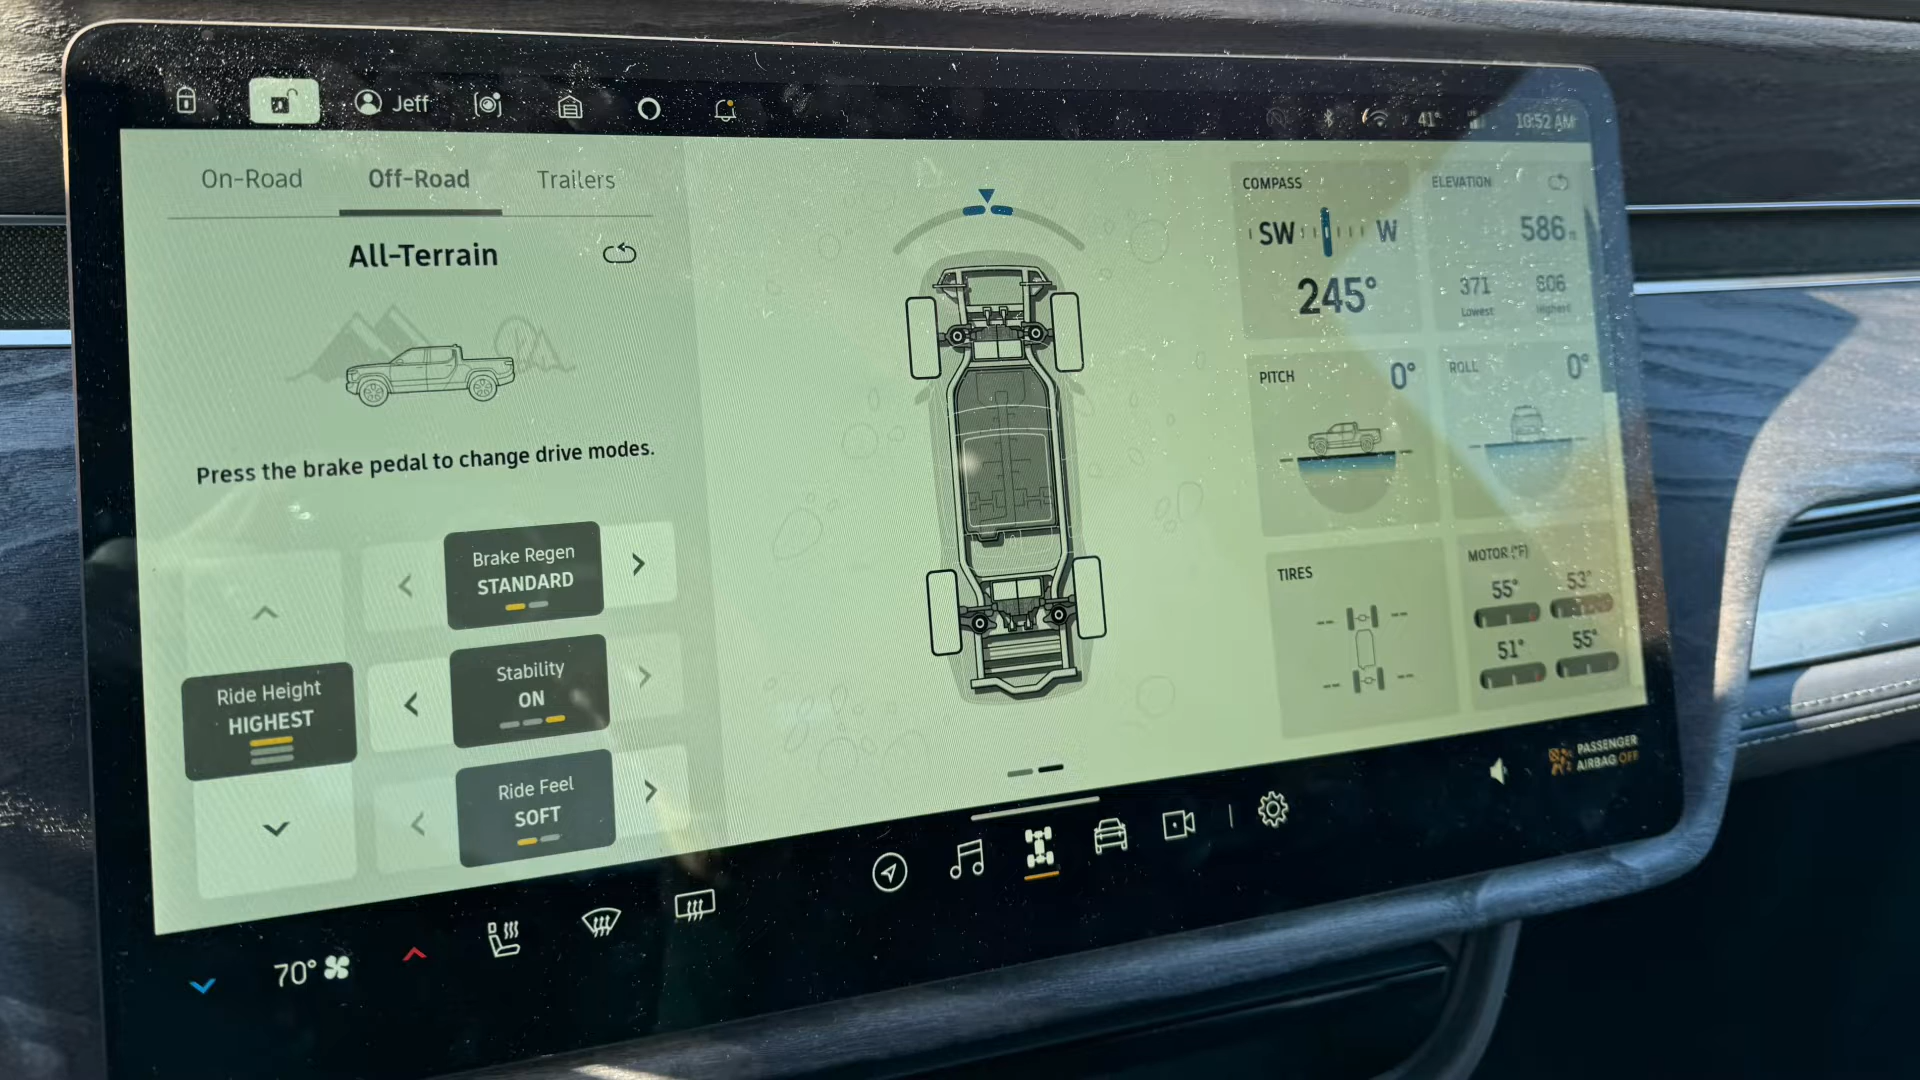 Jeff
41°
10:52 AM
On-Road
Off-Road
Trailers
All-Terrain
Press the brake pedal to change drive modes.
Ride Height
HIGHEST
Brake Regen
STANDARD
Stability
ON
Ride Feel
SOFT
COMPASS
SW W
245°
ELEVATION
586
371
Lowest
606
Highest
PITCH 0°
ROLL 0°
TIRES
-- --
-- --
MOTOR (°F)
55° 53°
51° 55°
70°
PASSENGER
AIRBAG OFF